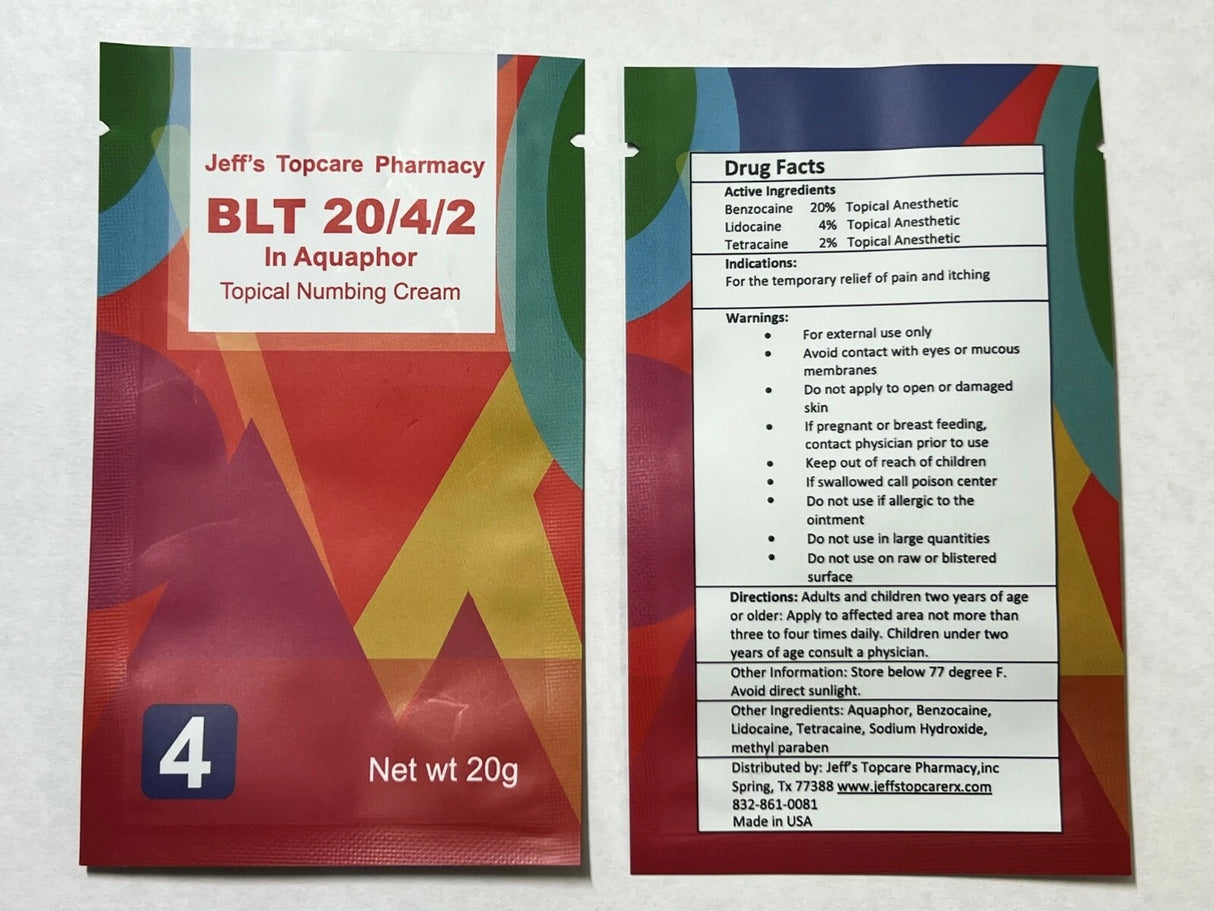 Jeff's Topcare Pharmacy
BLT 20/4/2
In Aquaphor
Topical Numbing Cream
4
Net wt 20g
Drug Facts
Active Ingredients
Benzocaine 20% Topical Anesthetic
Lidocaine 4% Topical Anesthetic
Tetracaine 2% Topical Anesthetic
Indications:
For the temporary relief of pain and itching
Warnings:
• For external use only
• Avoid contact with eyes or mucous
membranes
• Do not apply to open or damaged
skin
• If pregnant or breast feeding,
contact physician prior to use
• Keep out of reach of children
• If swallowed call poison center
• Do not use if allergic to the
ointment
• Do not use in large quantities
• Do not use on raw or blistered
surface
Directions: Adults and children two years of age
or older: Apply to affected area not more than
three to four times daily. Children under two
years of age consult a physician.
Other Information: Store below 77 degree F.
Avoid direct sunlight.
Other Ingredients: Aquaphor, Benzocaine,
Lidocaine, Tetracaine, Sodium Hydroxide,
methyl paraben
Distributed by: Jeff's Topcare Pharmacy,inc
Spring, Tx 77388 www.jeffstopcarerx.com
832-861-0081
Made in USA